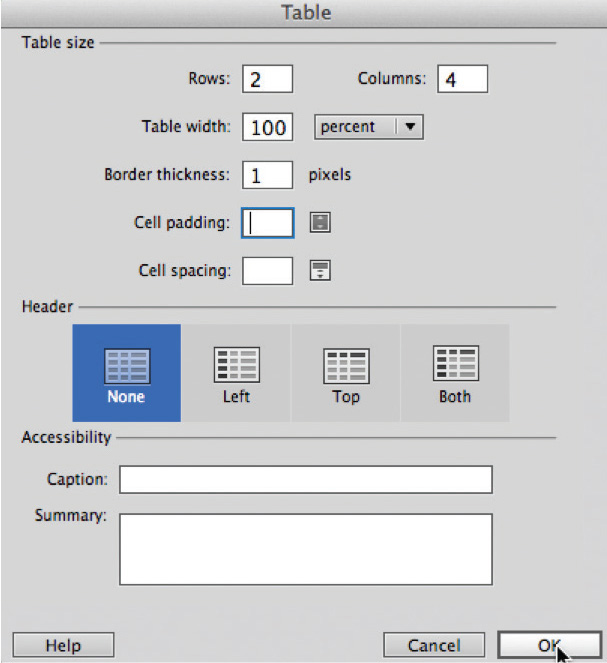 Table
Table size
Rows: 2 Columns: 4
Table width: 100 percent
Border thickness: 1 pixels
Cell padding:
Cell spacing:
Header
None Left Top Both
Accessibility
Caption:
Summary:
Help Cancel OK